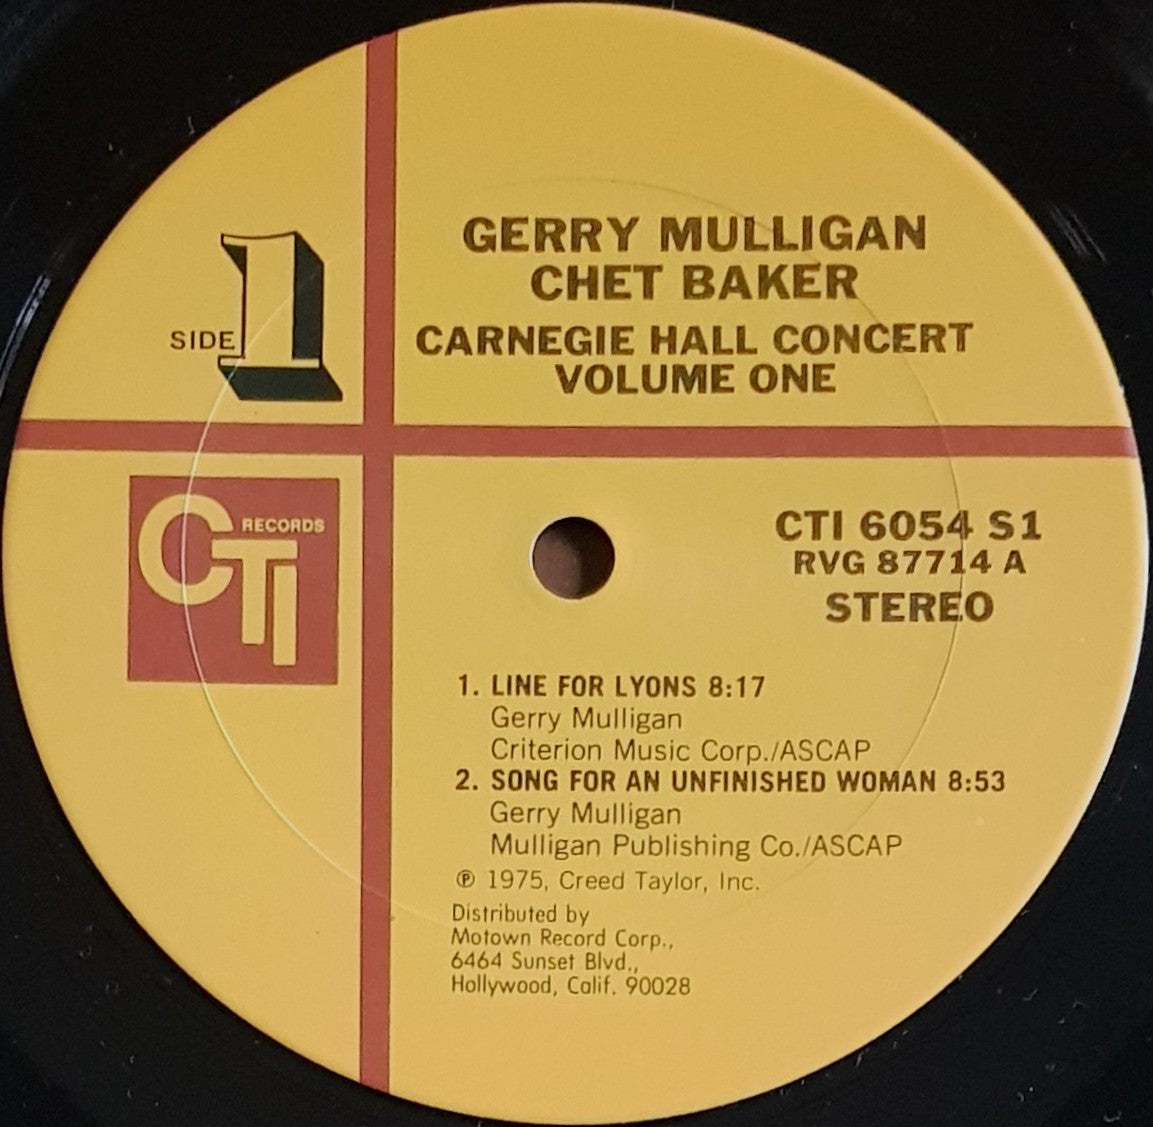 GERRY MULLIGAN
CHET BAKER
CARNEGIE HALL CONCERT
VOLUME ONE
SIDE 1
CTI RECORDS
CTI 6054 S1
RVG 87714 A
STEREO
1. LINE FOR LYONS 8:17
Gerry Mulligan
Criterion Music Corp./ASCAP
2. SONG FOR AN UNFINISHED WOMAN 8:53
Gerry Mulligan
Mulligan Publishing Co./ASCAP
℗ 1975, Creed Taylor, Inc.
Distributed by
Motown Record Corp.,
6464 Sunset Blvd.,
Hollywood, Calif. 90028